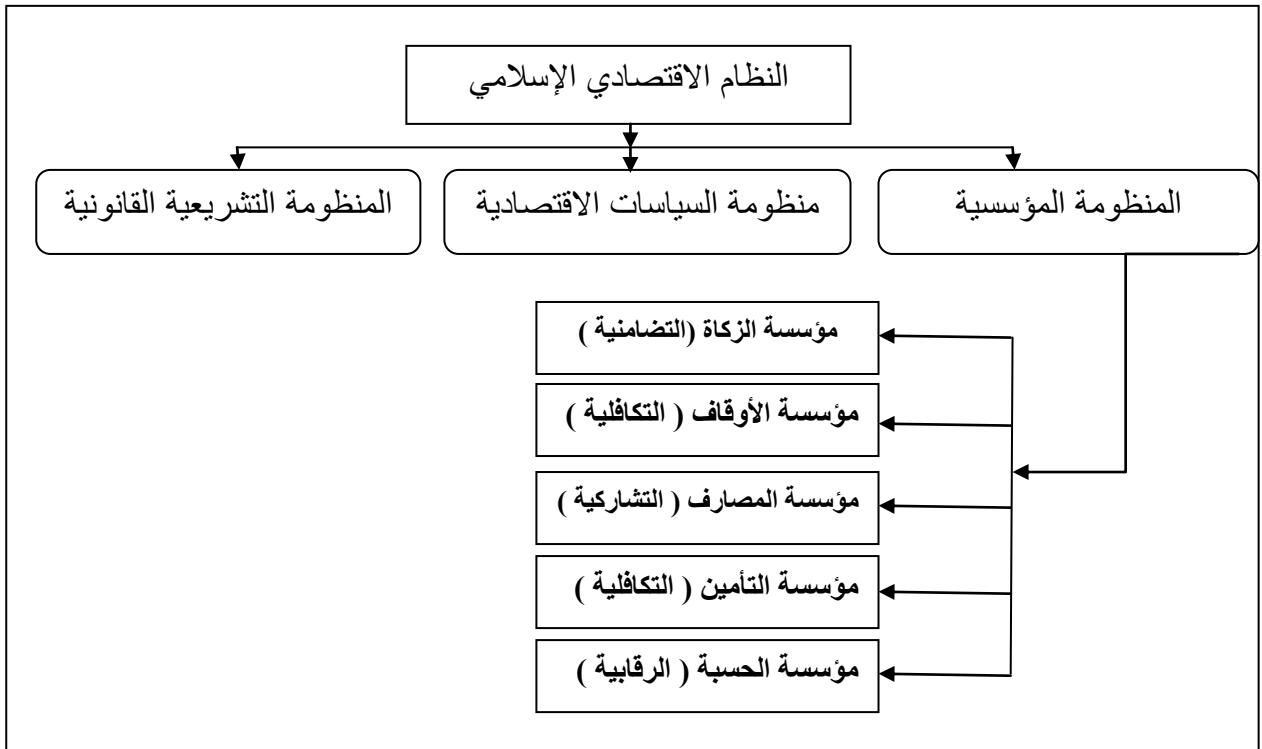 النظام الاقتصادي الإسلامي
المنظومة المؤسسية
منظومة السياسات الاقتصادية
المنظومة التشريعية القانونية
مؤسسة الزكاة (التضامنية )
مؤسسة الأوقاف ( التكافلية )
مؤسسة المصارف ( التشاركية )
مؤسسة التأمين ( التكافلية )
مؤسسة الحسبة ( الرقابية )